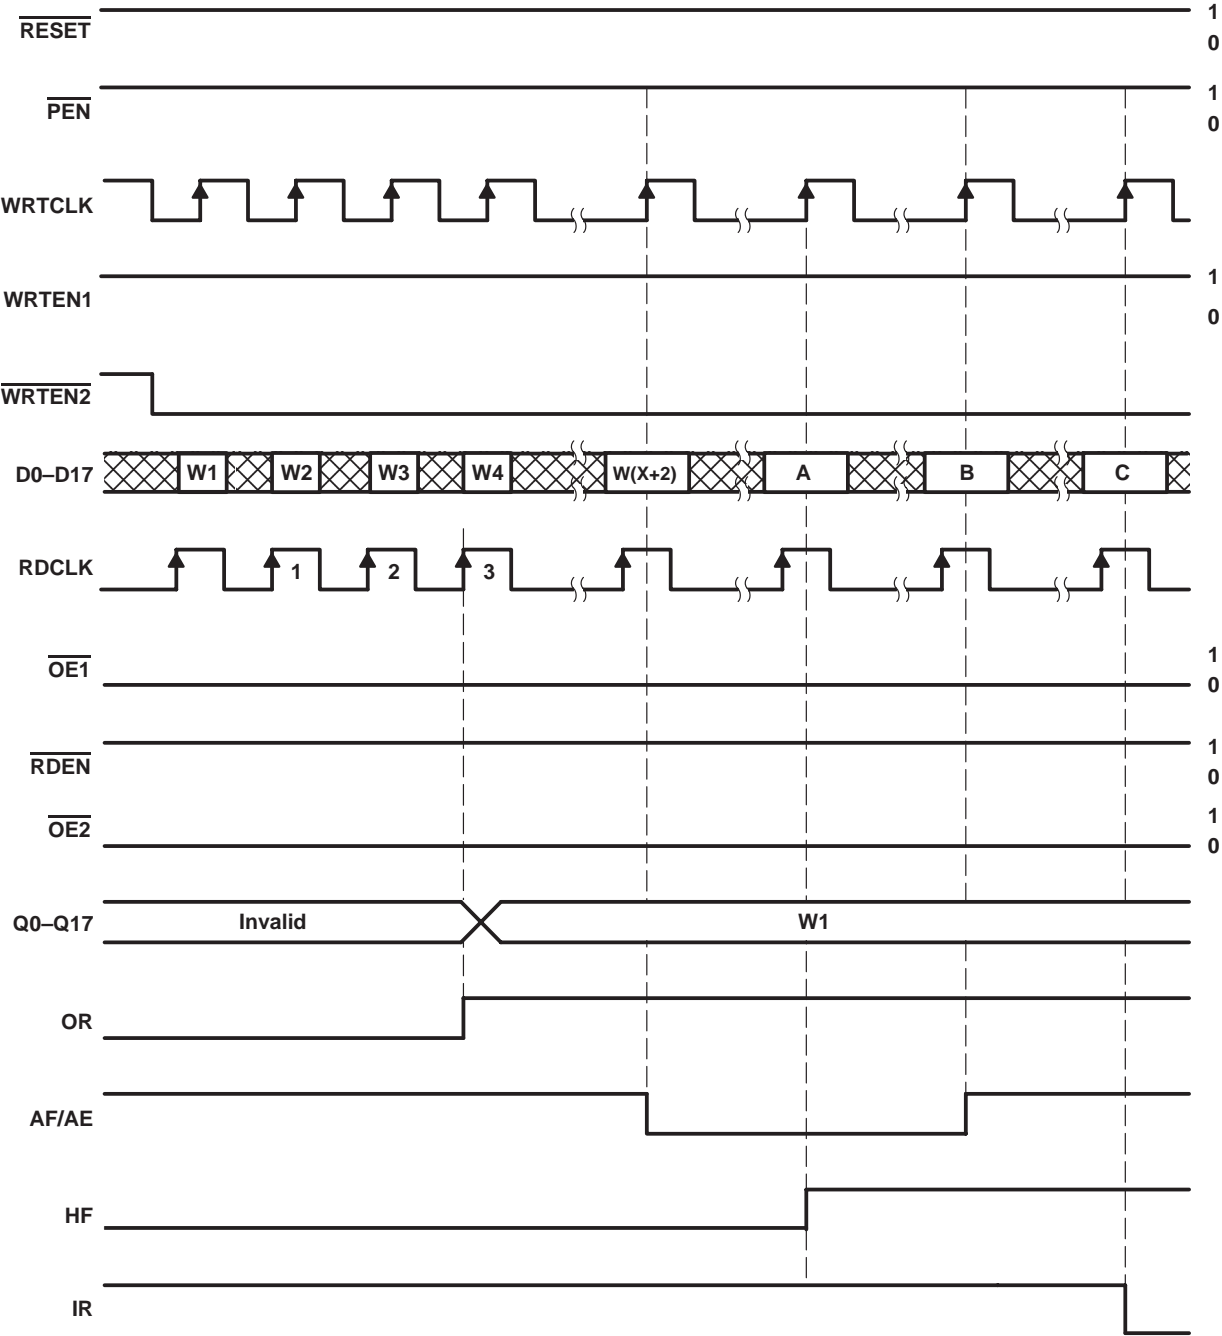 RESET
1
0
PEN
1
0
WRTCLK
WRTEN1
1
0
WRTEN2
D0–D17 W1 W2 W3 W4 W(X+2) A B C
RDCLK 1 2 3
OE1
1
0
RDEN
1
0
OE2
1
0
Q0–Q17 Invalid W1
OR
AF/AE
HF
IR